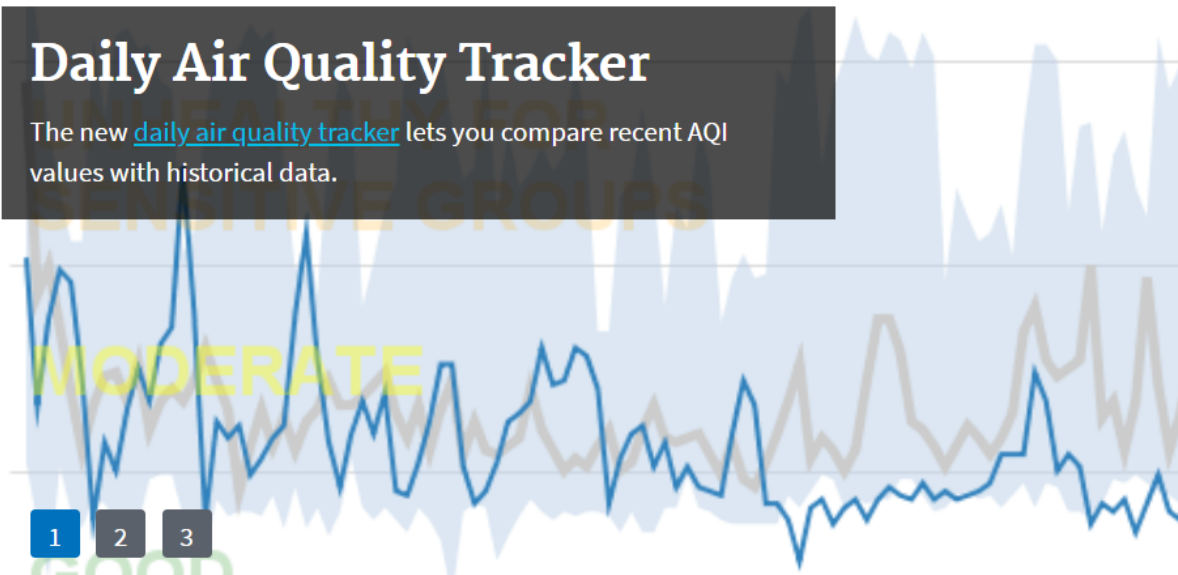 Daily Air Quality Tracker
The new daily air quality tracker lets you compare recent AQI
values with historical data.
UNHEALTHY FOR
SENSITIVE GROUPS
MODERATE
1 2 3
GOOD